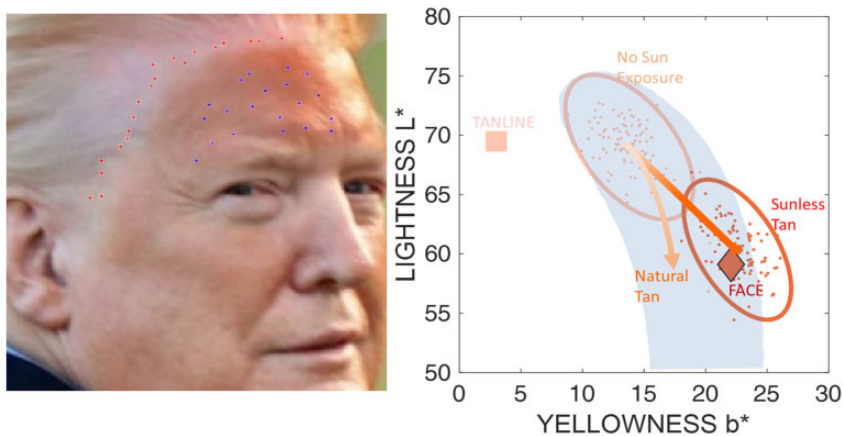 80
75
70
65
60
55
50
LIGHTNESS L*
No Sun
Exposure
TANLINE
Sunless
Tan
Natural
Tan
FACE
0 5 10 15 20 25 30
YELLOWNESS b*